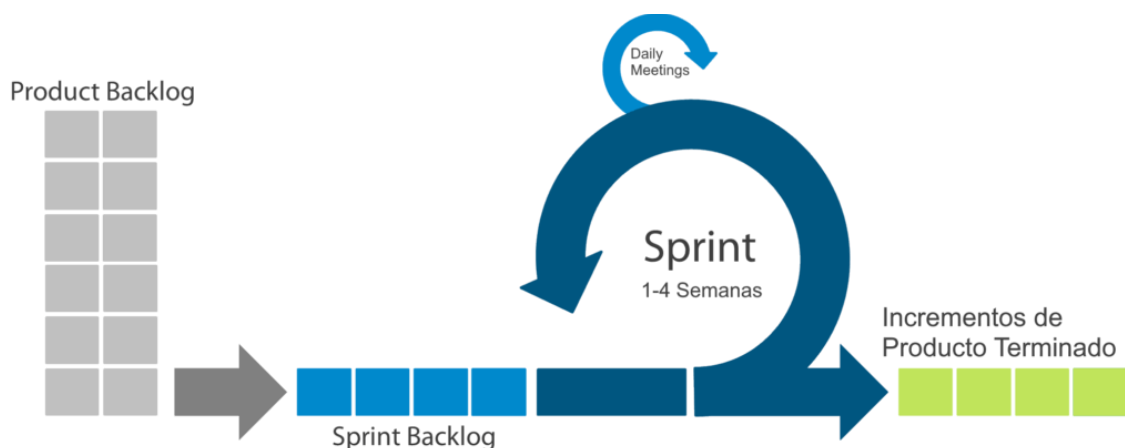 Daily
Meetings
Product Backlog
Sprint
1-4 Semanas
Incrementos de
Producto Terminado
Sprint Backlog